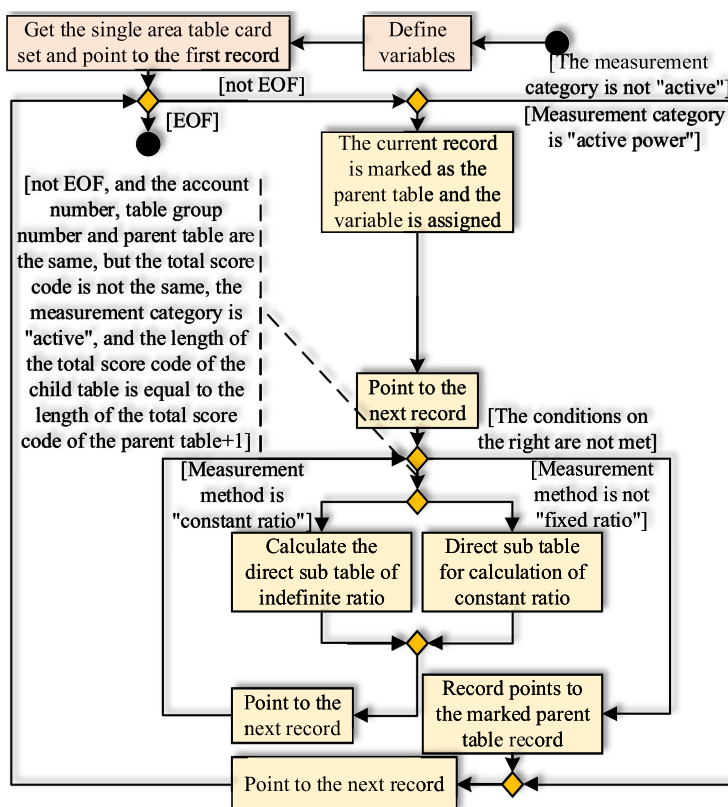 Get the single area table card
set and point to the first record
Define
variables
[The measurement
category is not "active"]
[not EOF]
[Measurement category
is "active power"]
[EOF]
The current record
is marked as the
parent table and the
variable is assigned
[not EOF, and the account
number, table group
number and parent table are
the same, but the total score
code is not the same, the
measurement category is
"active", and the length of
the total score code of the
child table is equal to the
length of the total score
code of the parent table+1]
Point to the
next record
[The conditions on
the right are not met]
[Measurement
method is
"constant ratio"]
[Measurement
method is not
"fixed ratio"]
Calculate the
direct sub table of
indefinite ratio
Direct sub table
for calculation of
constant ratio
Point to the
next record
Record points to
the marked parent
table record
Point to the next record